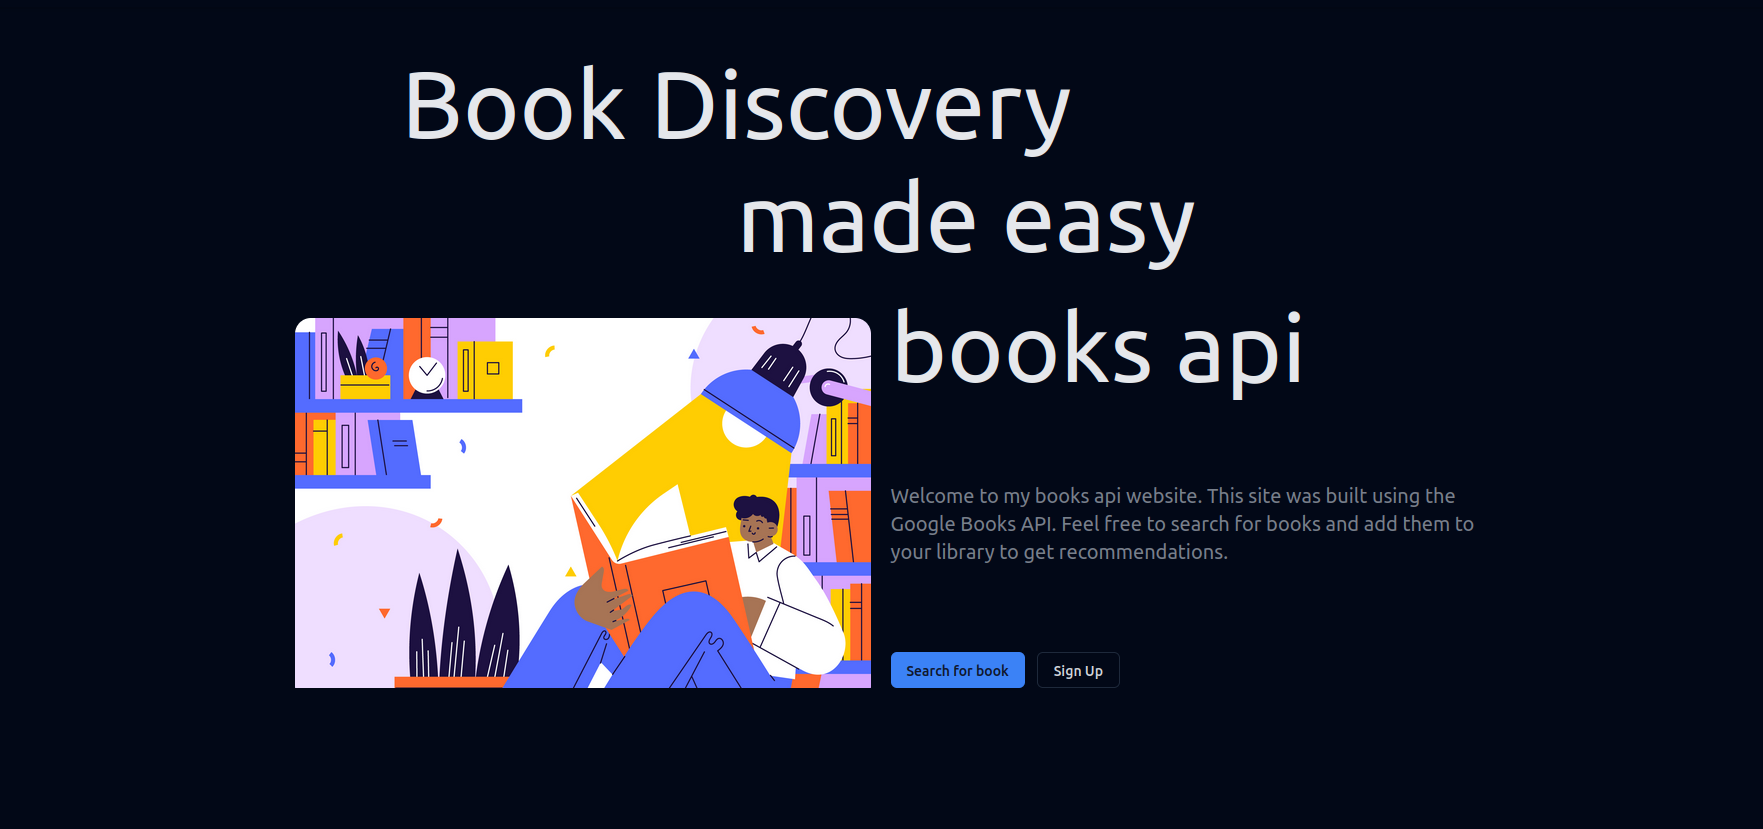 Book Discovery
made easy
books api
Welcome to my books api website. This site was built using the
Google Books API. Feel free to search for books and add them to
your library to get recommendations.
Search for book
Sign Up